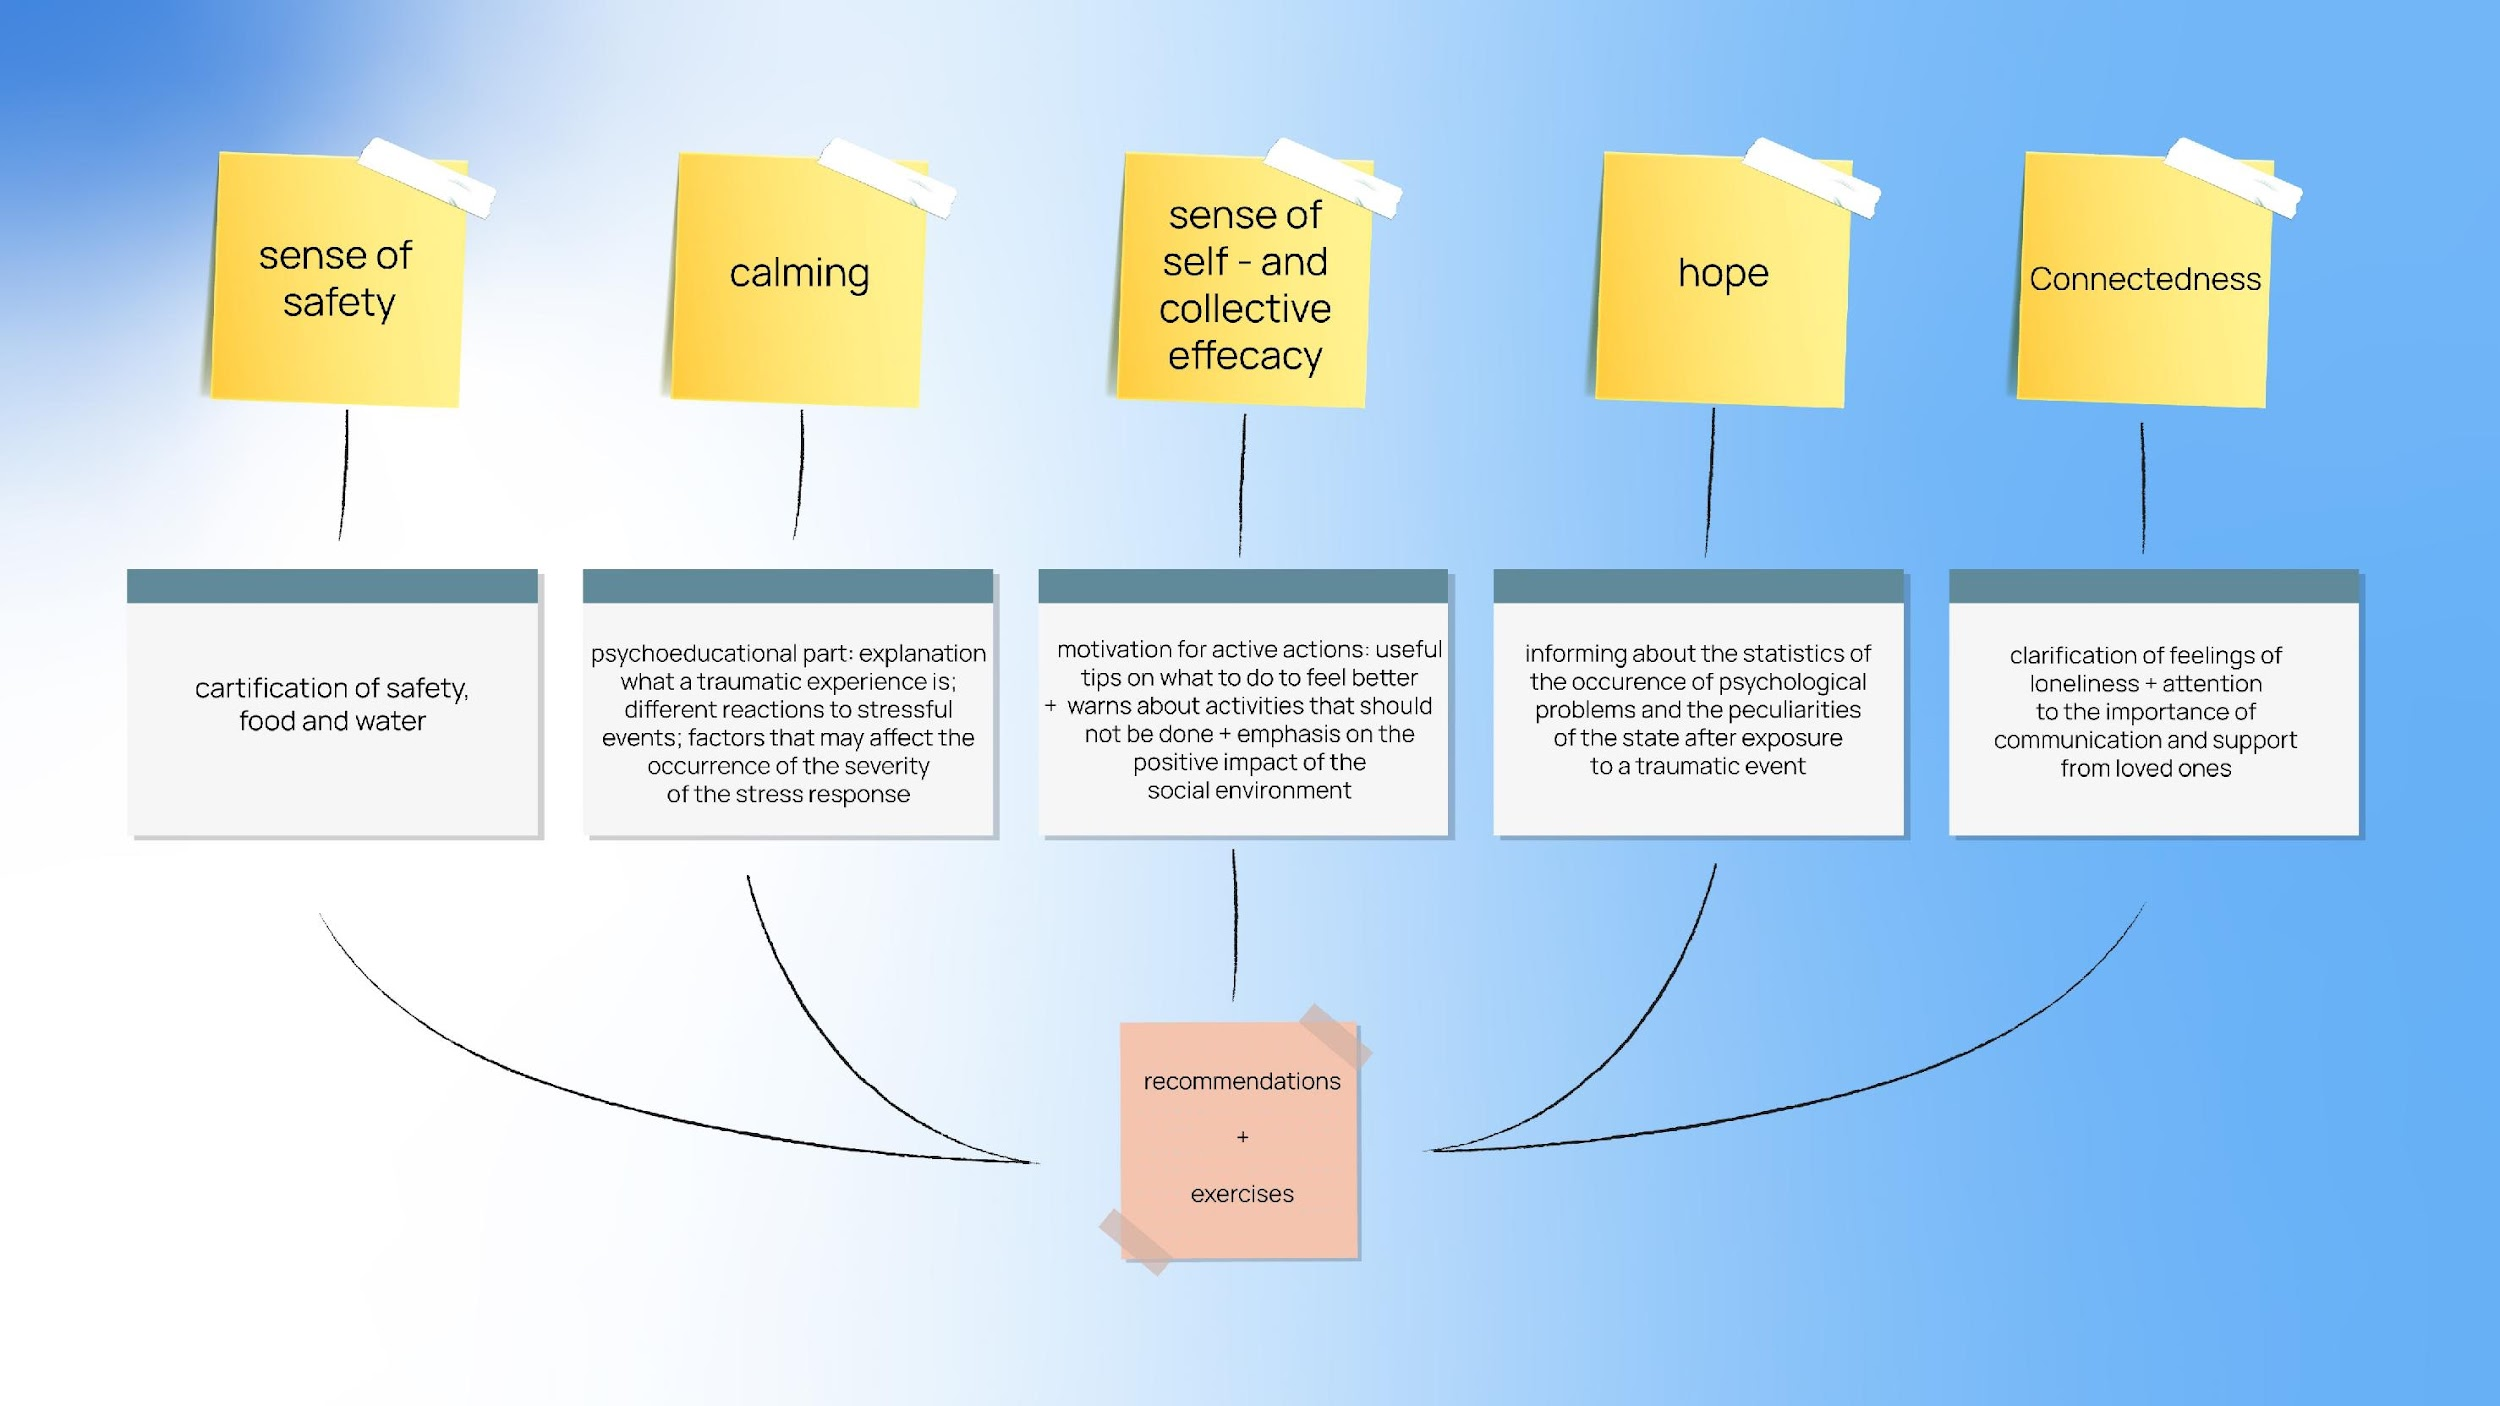 sense of
safety
calming
sense of
self - and
collective
effecacy
hope
Connectedness
cartification of safety,
food and water
psychoeducational part: explanation
what a traumatic experience is;
different reactions to stressful
events; factors that may affect the
occurrence of the severity
of the stress response
motivation for active actions: useful
tips on what to do to feel better
+ warns about activities that should
not be done + emphasis on the
positive impact of the
social environment
informing about the statistics of
the occurence of psychological
problems and the peculiarities
of the state after exposure
to a traumatic event
clarification of feelings of
loneliness + attention
to the importance of
communication and support
from loved ones
recommendations
+
exercises